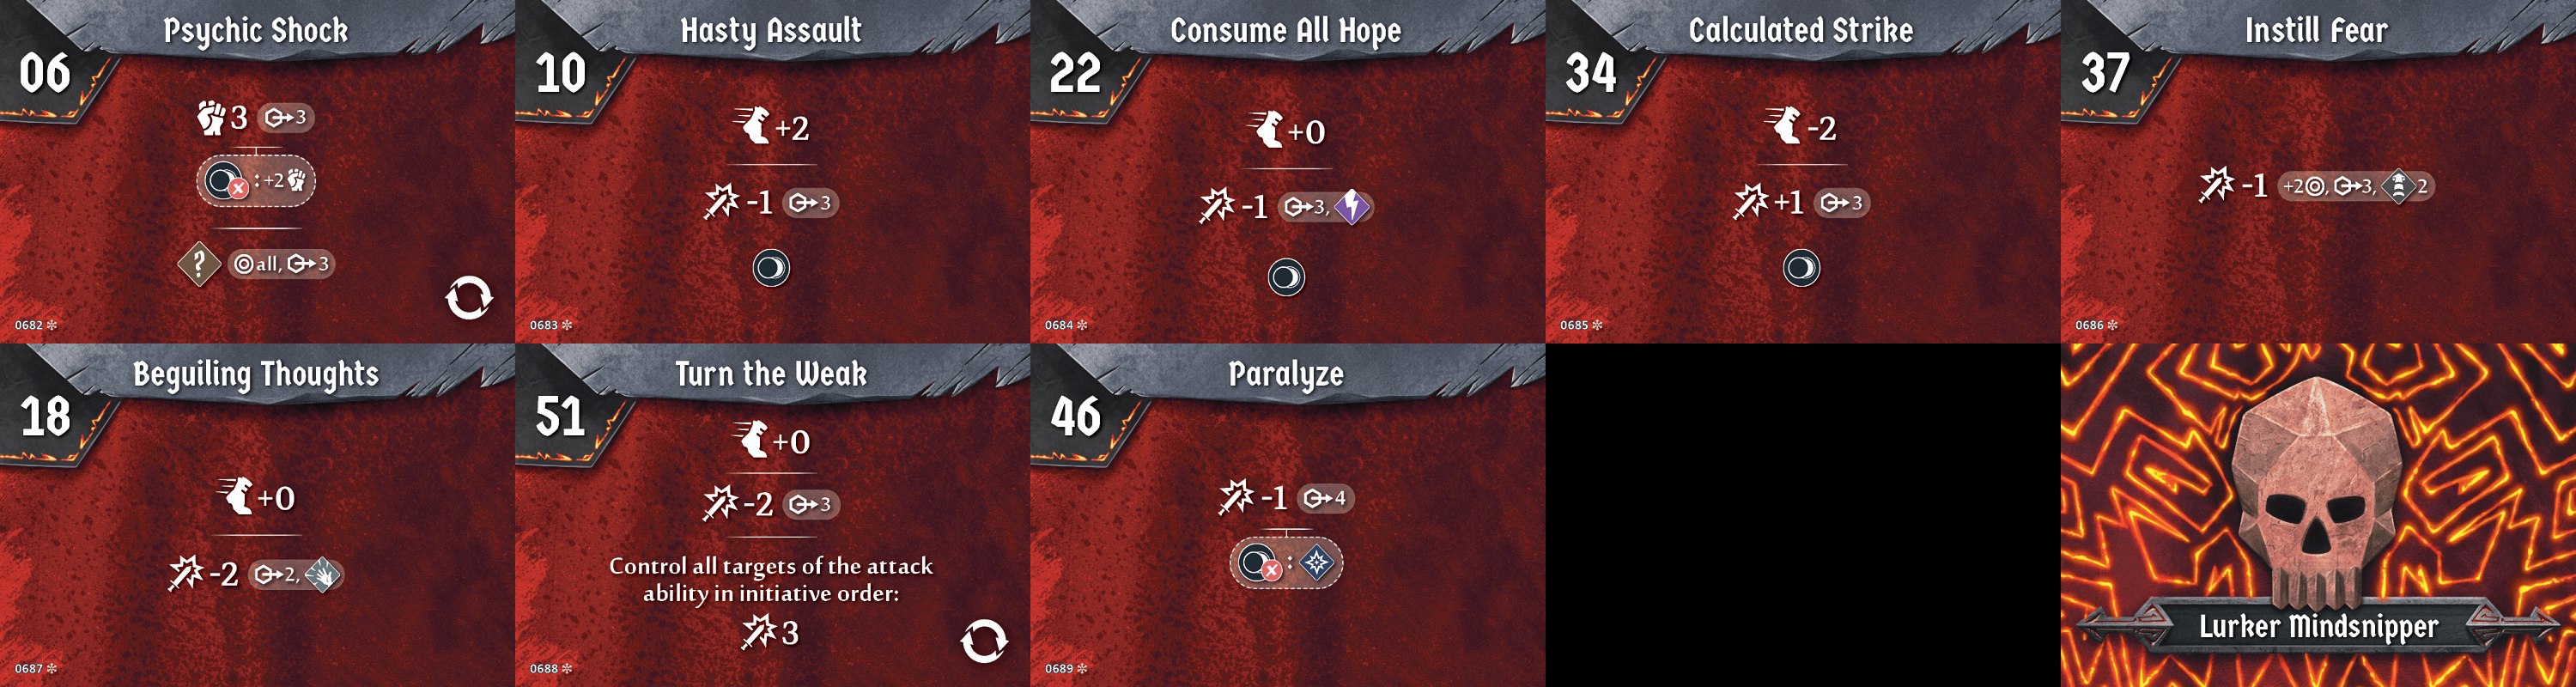 Psychic Shock
06
3 3
: +2
? all, 3
0682
Hasty Assault
10
+2
-1 3
0683
Consume All Hope
22
+0
-1 3,
0684
Calculated Strike
34
-2
+1 3
0685
Instill Fear
37
-1 +2, 3, 2
0686
Beguiling Thoughts
18
+0
-2 2,
0687
Turn the Weak
51
+0
-2 3
Control all targets of the attack
ability in initiative order:
3
0688
Paralyze
46
-1 4
:
0689
Lurker Mindsnipper